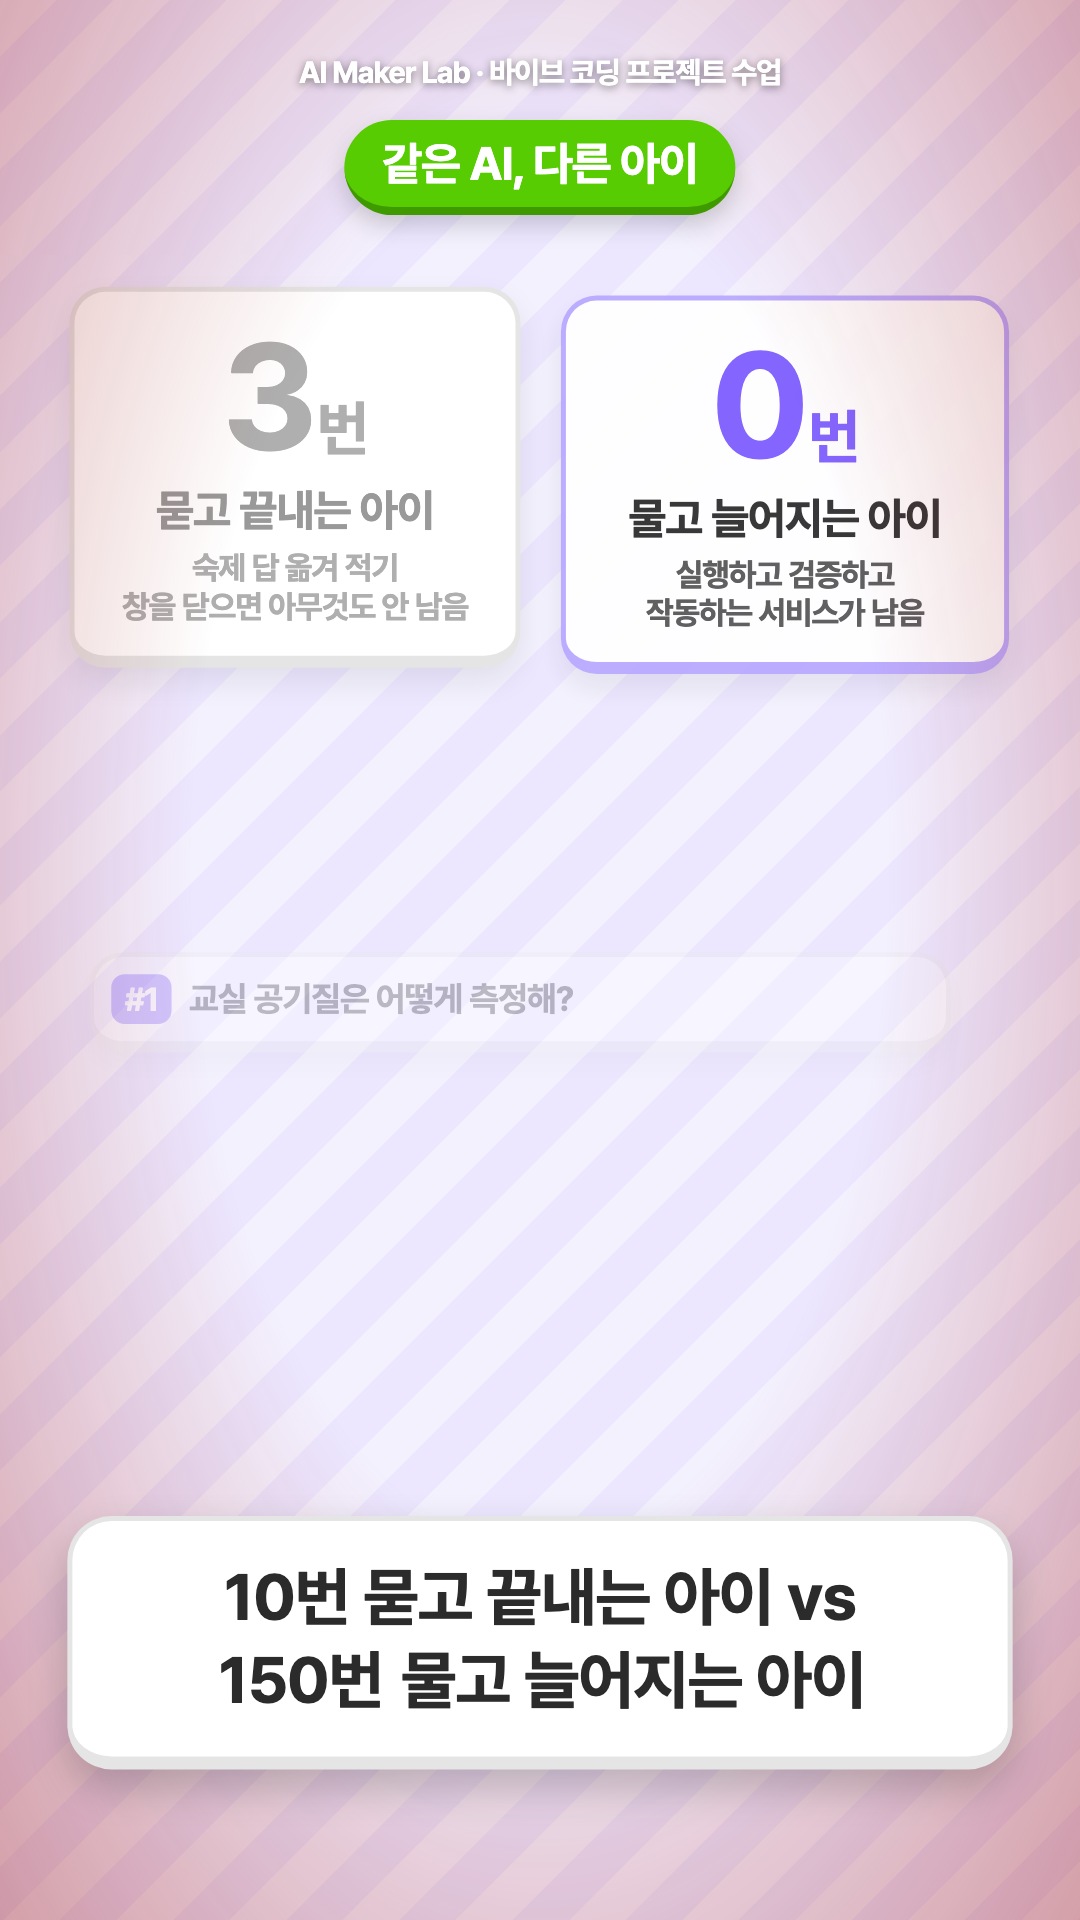 AI Maker Lab · 바이브 코딩 프로젝트 수업
같은 AI, 다른 아이
3번
묻고 끝내는 아이
숙제 답 옮겨 적기
창을 닫으면 아무것도 안 남음
0번
물고 늘어지는 아이
실행하고 검증하고
작동하는 서비스가 남음
#1 교실 공기질은 어떻게 측정해?
10번 묻고 끝내는 아이 vs
150번 물고 늘어지는 아이